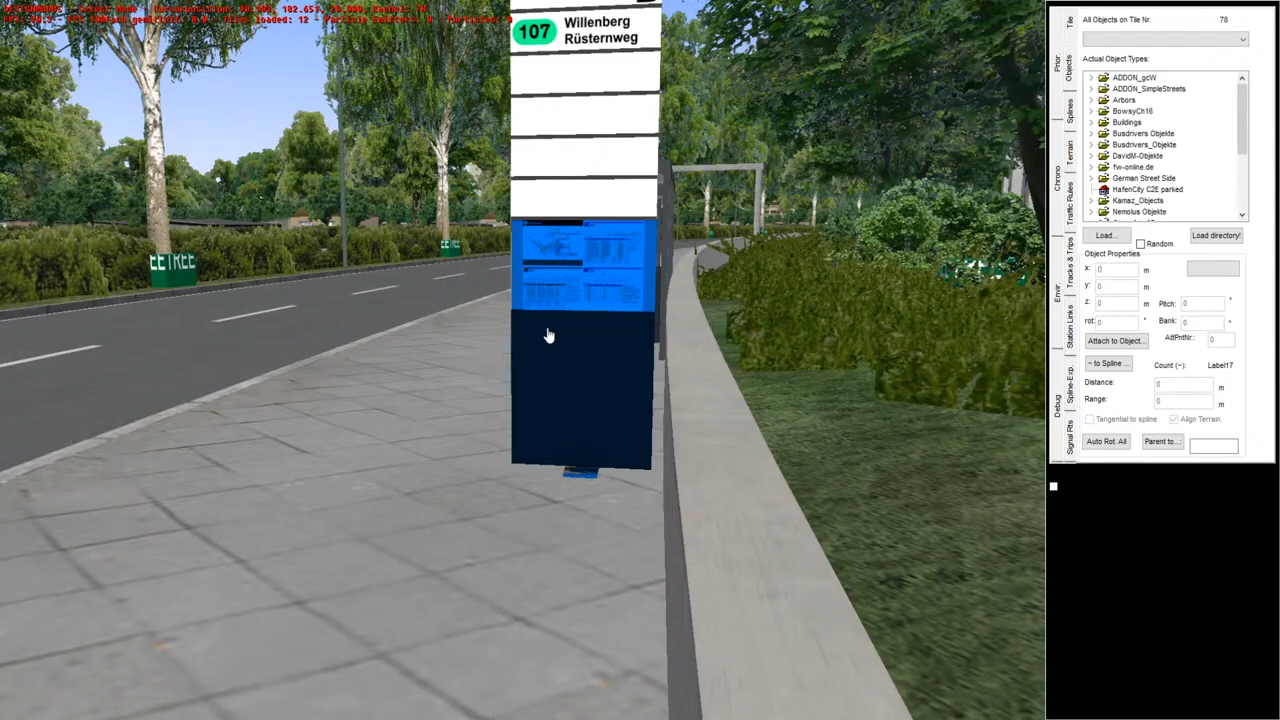 107
Willenberg
Rüsternweg
All Objects on Tile Nr.
78
Actual Object Types:
ADDON_gcW
ADDON_SimpleStreets
Arbors
BowsyCh16
Buildings
Busdrivers Objekte
Busdrivers_Objekte
DavidM-Objekte
fw-online.de
German Street Side
HafenCity C2E parked
Kamaz_Objects
Nemolus Objekte
Load...
Random
Load directory!
Object Properties
x: 0 m
y: 0 m
z: 0 m
Pitch: 0 °
rot: 0 °
Bank: 0 °
Attach to Object...
AttPntNr.: 0
~ to Spline ...
Count (~):
Label17
Distance: 0 m
Range: 0 m
Tangential to spline
Align Terrain
Auto Rot. All
Parent to...:
Tile
Prior.
Objects
Splines
Terrain
Chrono
Traffic Rules
Tracks & Trips
Envir.
Station Links
Spline-Exp.
Debug
Signal Rts